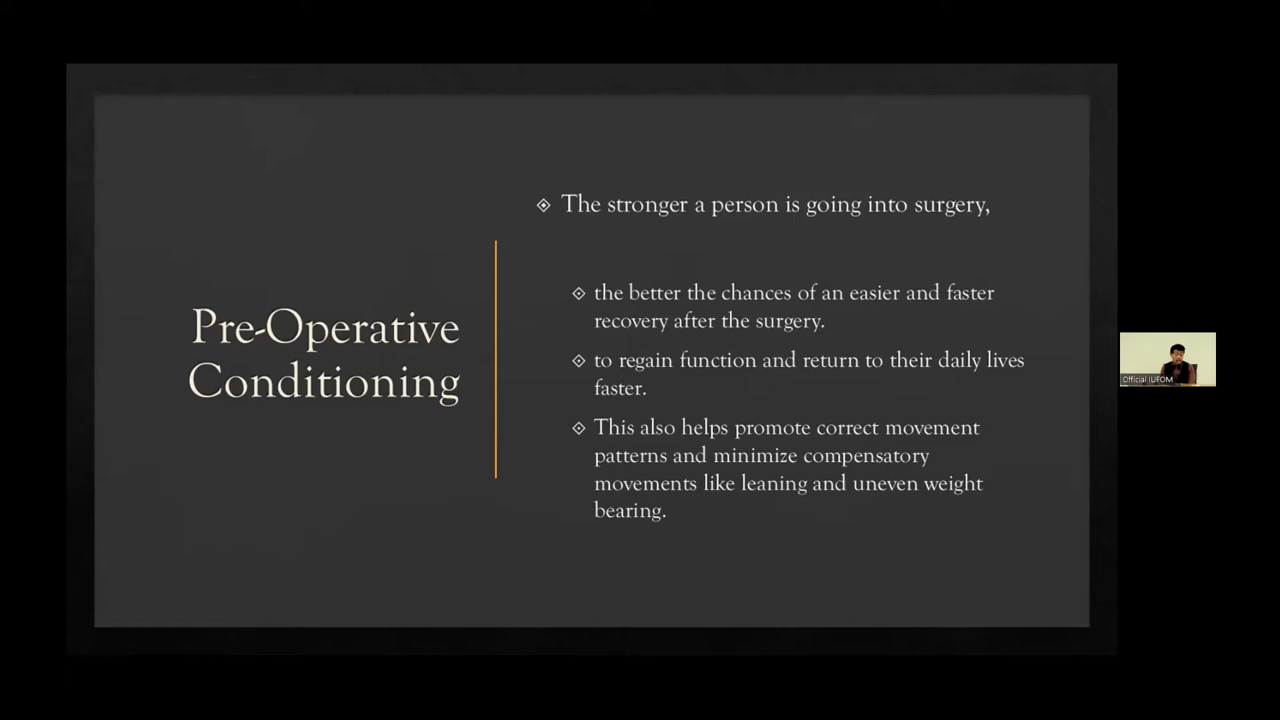 Pre-Operative
Conditioning
The stronger a person is going into surgery,
the better the chances of an easier and faster
recovery after the surgery.
to regain function and return to their daily lives
faster.
This also helps promote correct movement
patterns and minimize compensatory
movements like leaning and uneven weight
bearing.
Official IUFOM